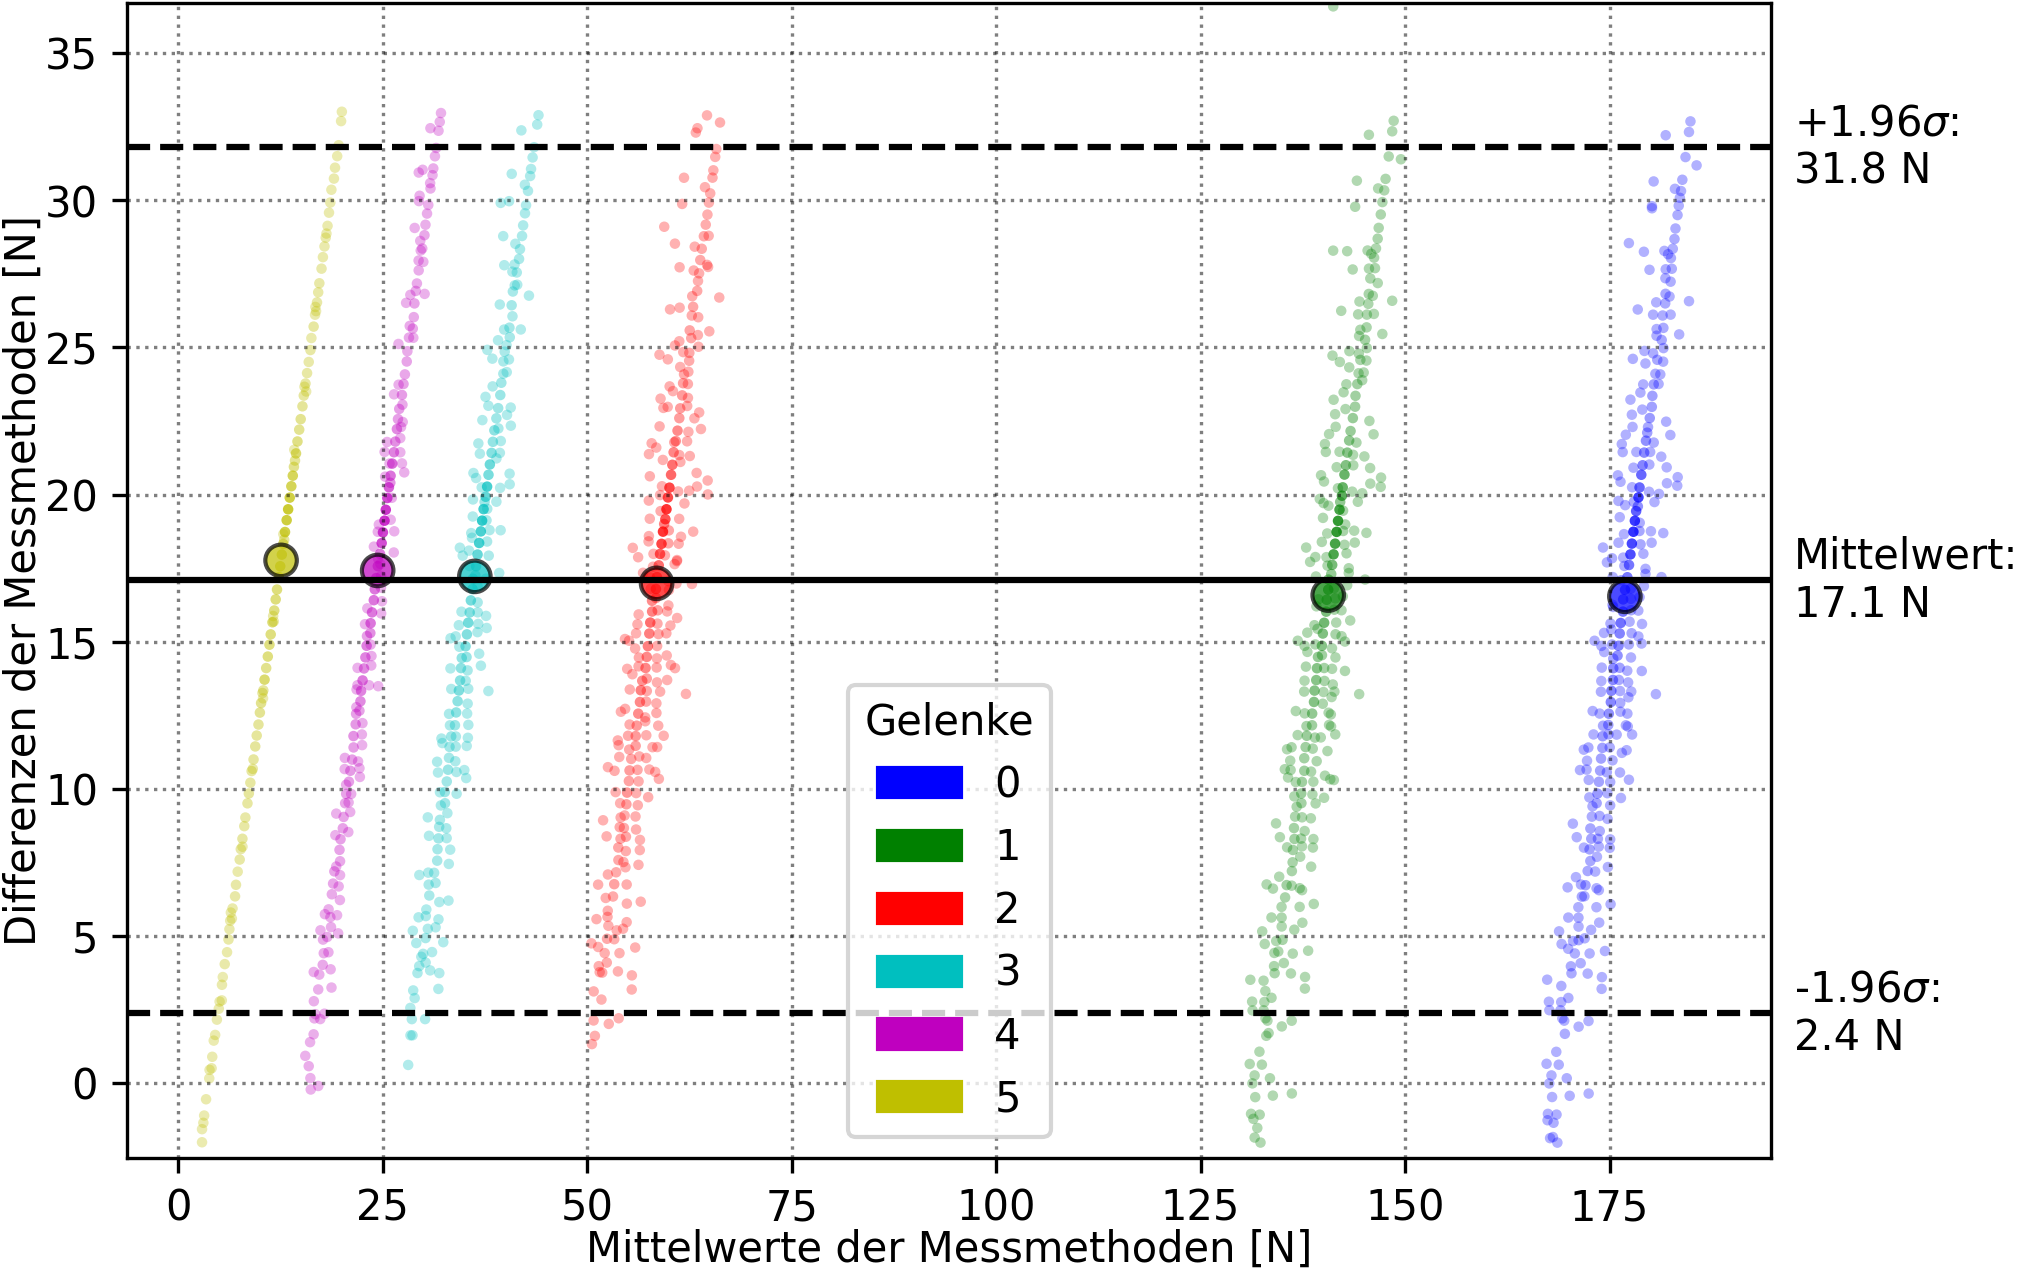 35
30
25
20
15
10
5
0
Differenzen der Messmethoden [N]
0
25
50
75
100
125
150
175
Mittelwerte der Messmethoden [N]
+1.96σ:
31.8 N
Mittelwert:
17.1 N
-1.96σ:
2.4 N
Gelenke
0
1
2
3
4
5